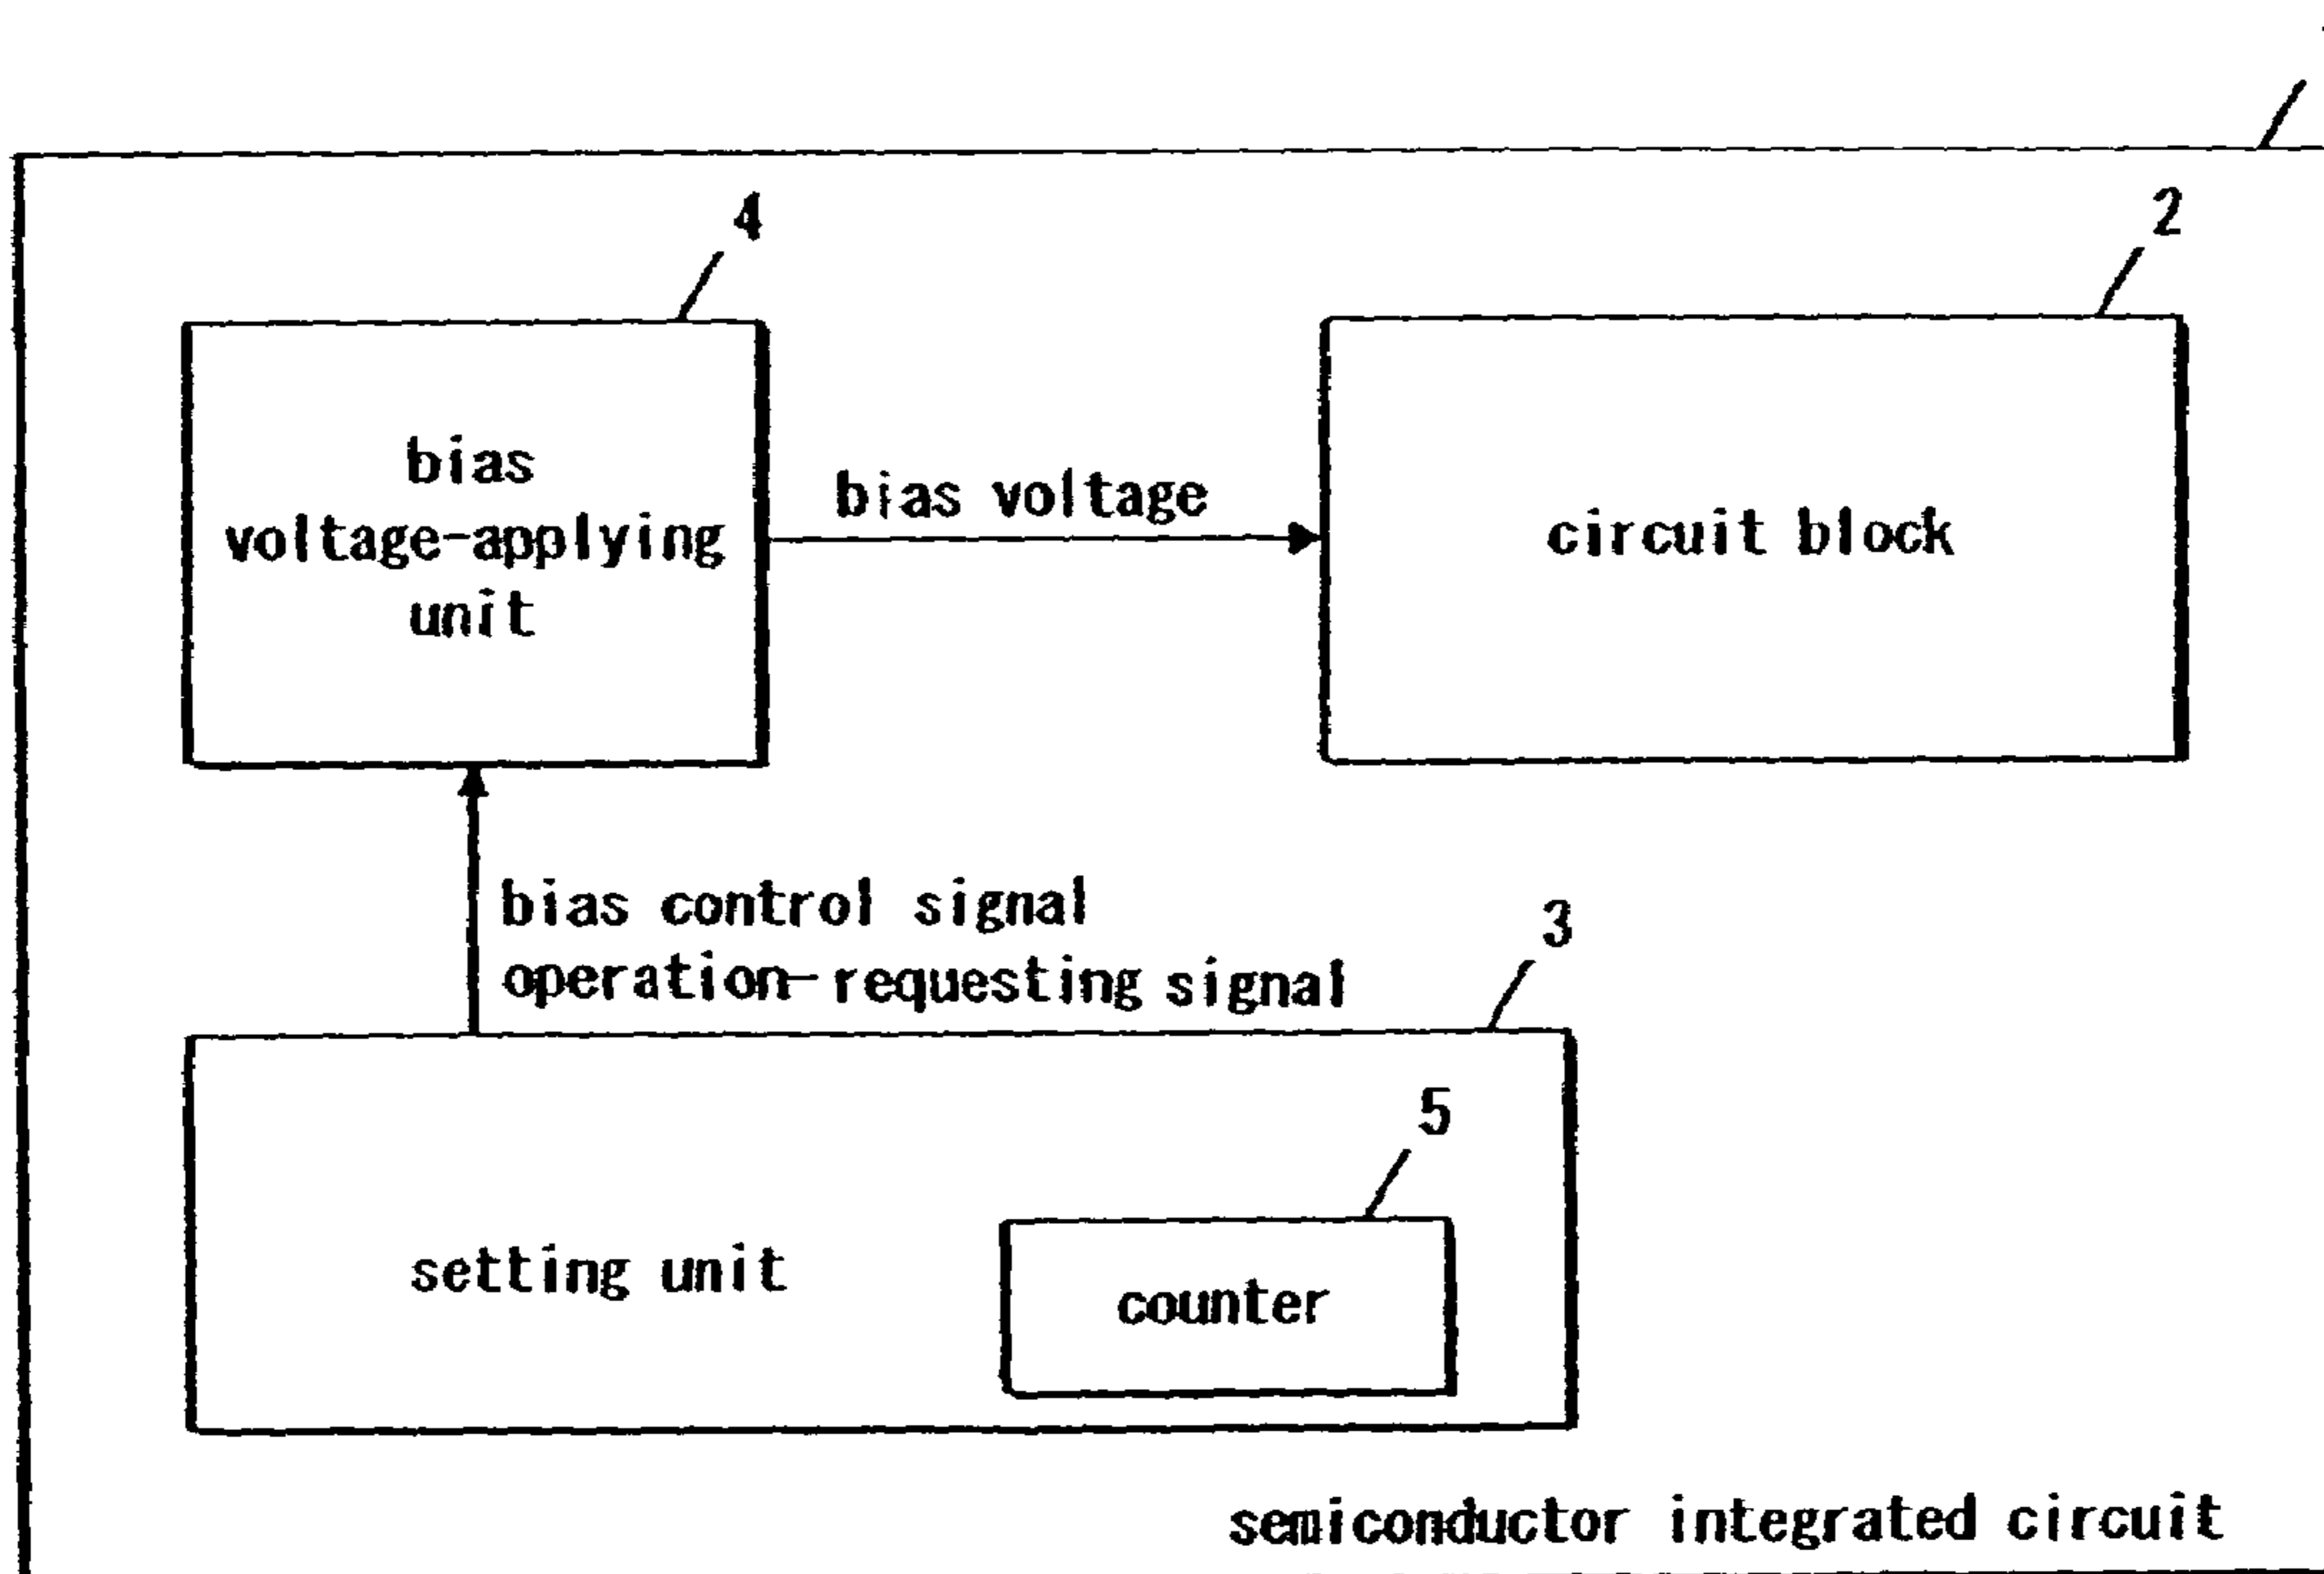 4
2
bias
voltage-applying
unit
bias voltage
circuit block
bias control signal
operation-requesting signal
3
5
setting unit
counter
semiconductor integrated circuit